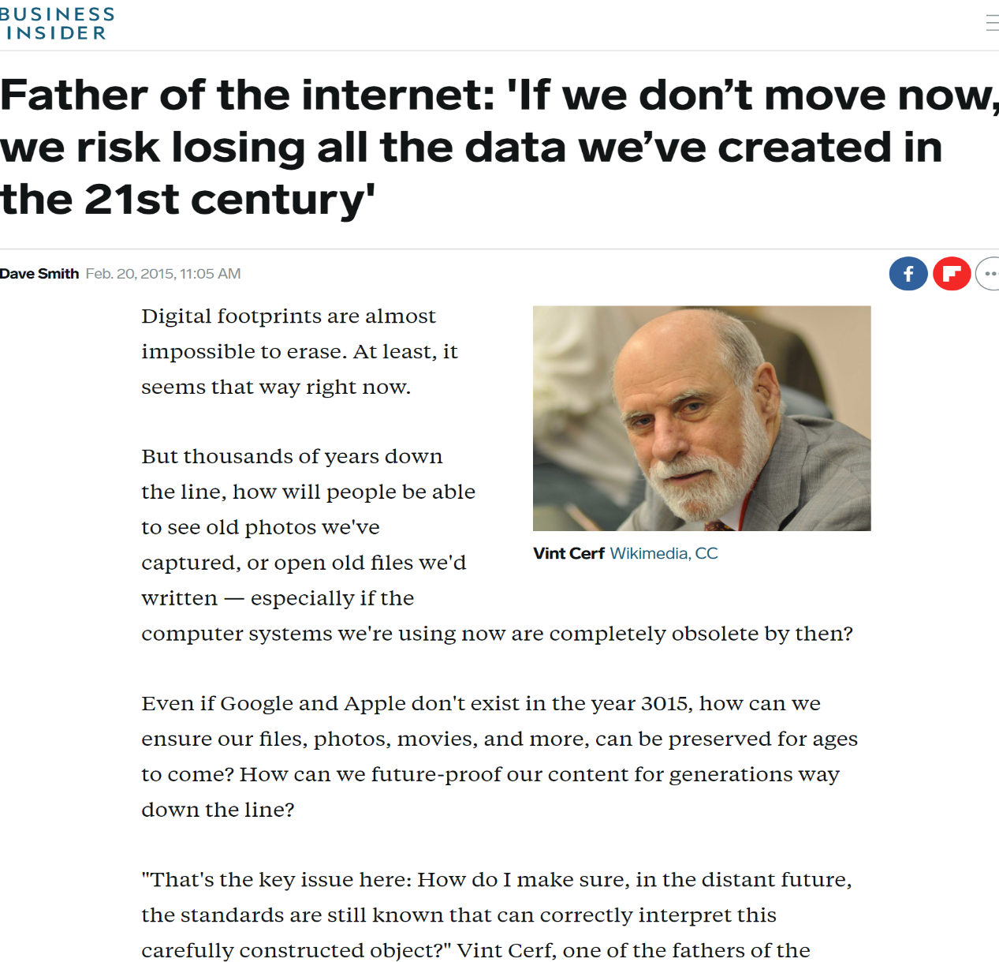 BUSINESS
INSIDER
Father of the internet: 'If we don’t move now,
we risk losing all the data we’ve created in
the 21st century'
Dave Smith Feb. 20, 2015, 11:05 AM
Digital footprints are almost
impossible to erase. At least, it
seems that way right now.
But thousands of years down
the line, how will people be able
to see old photos we've
captured, or open old files we'd
written — especially if the
computer systems we're using now are completely obsolete by then?
Vint Cerf Wikimedia, CC
Even if Google and Apple don't exist in the year 3015, how can we
ensure our files, photos, movies, and more, can be preserved for ages
to come? How can we future-proof our content for generations way
down the line?
"That's the key issue here: How do I make sure, in the distant future,
the standards are still known that can correctly interpret this
carefully constructed object?" Vint Cerf, one of the fathers of the